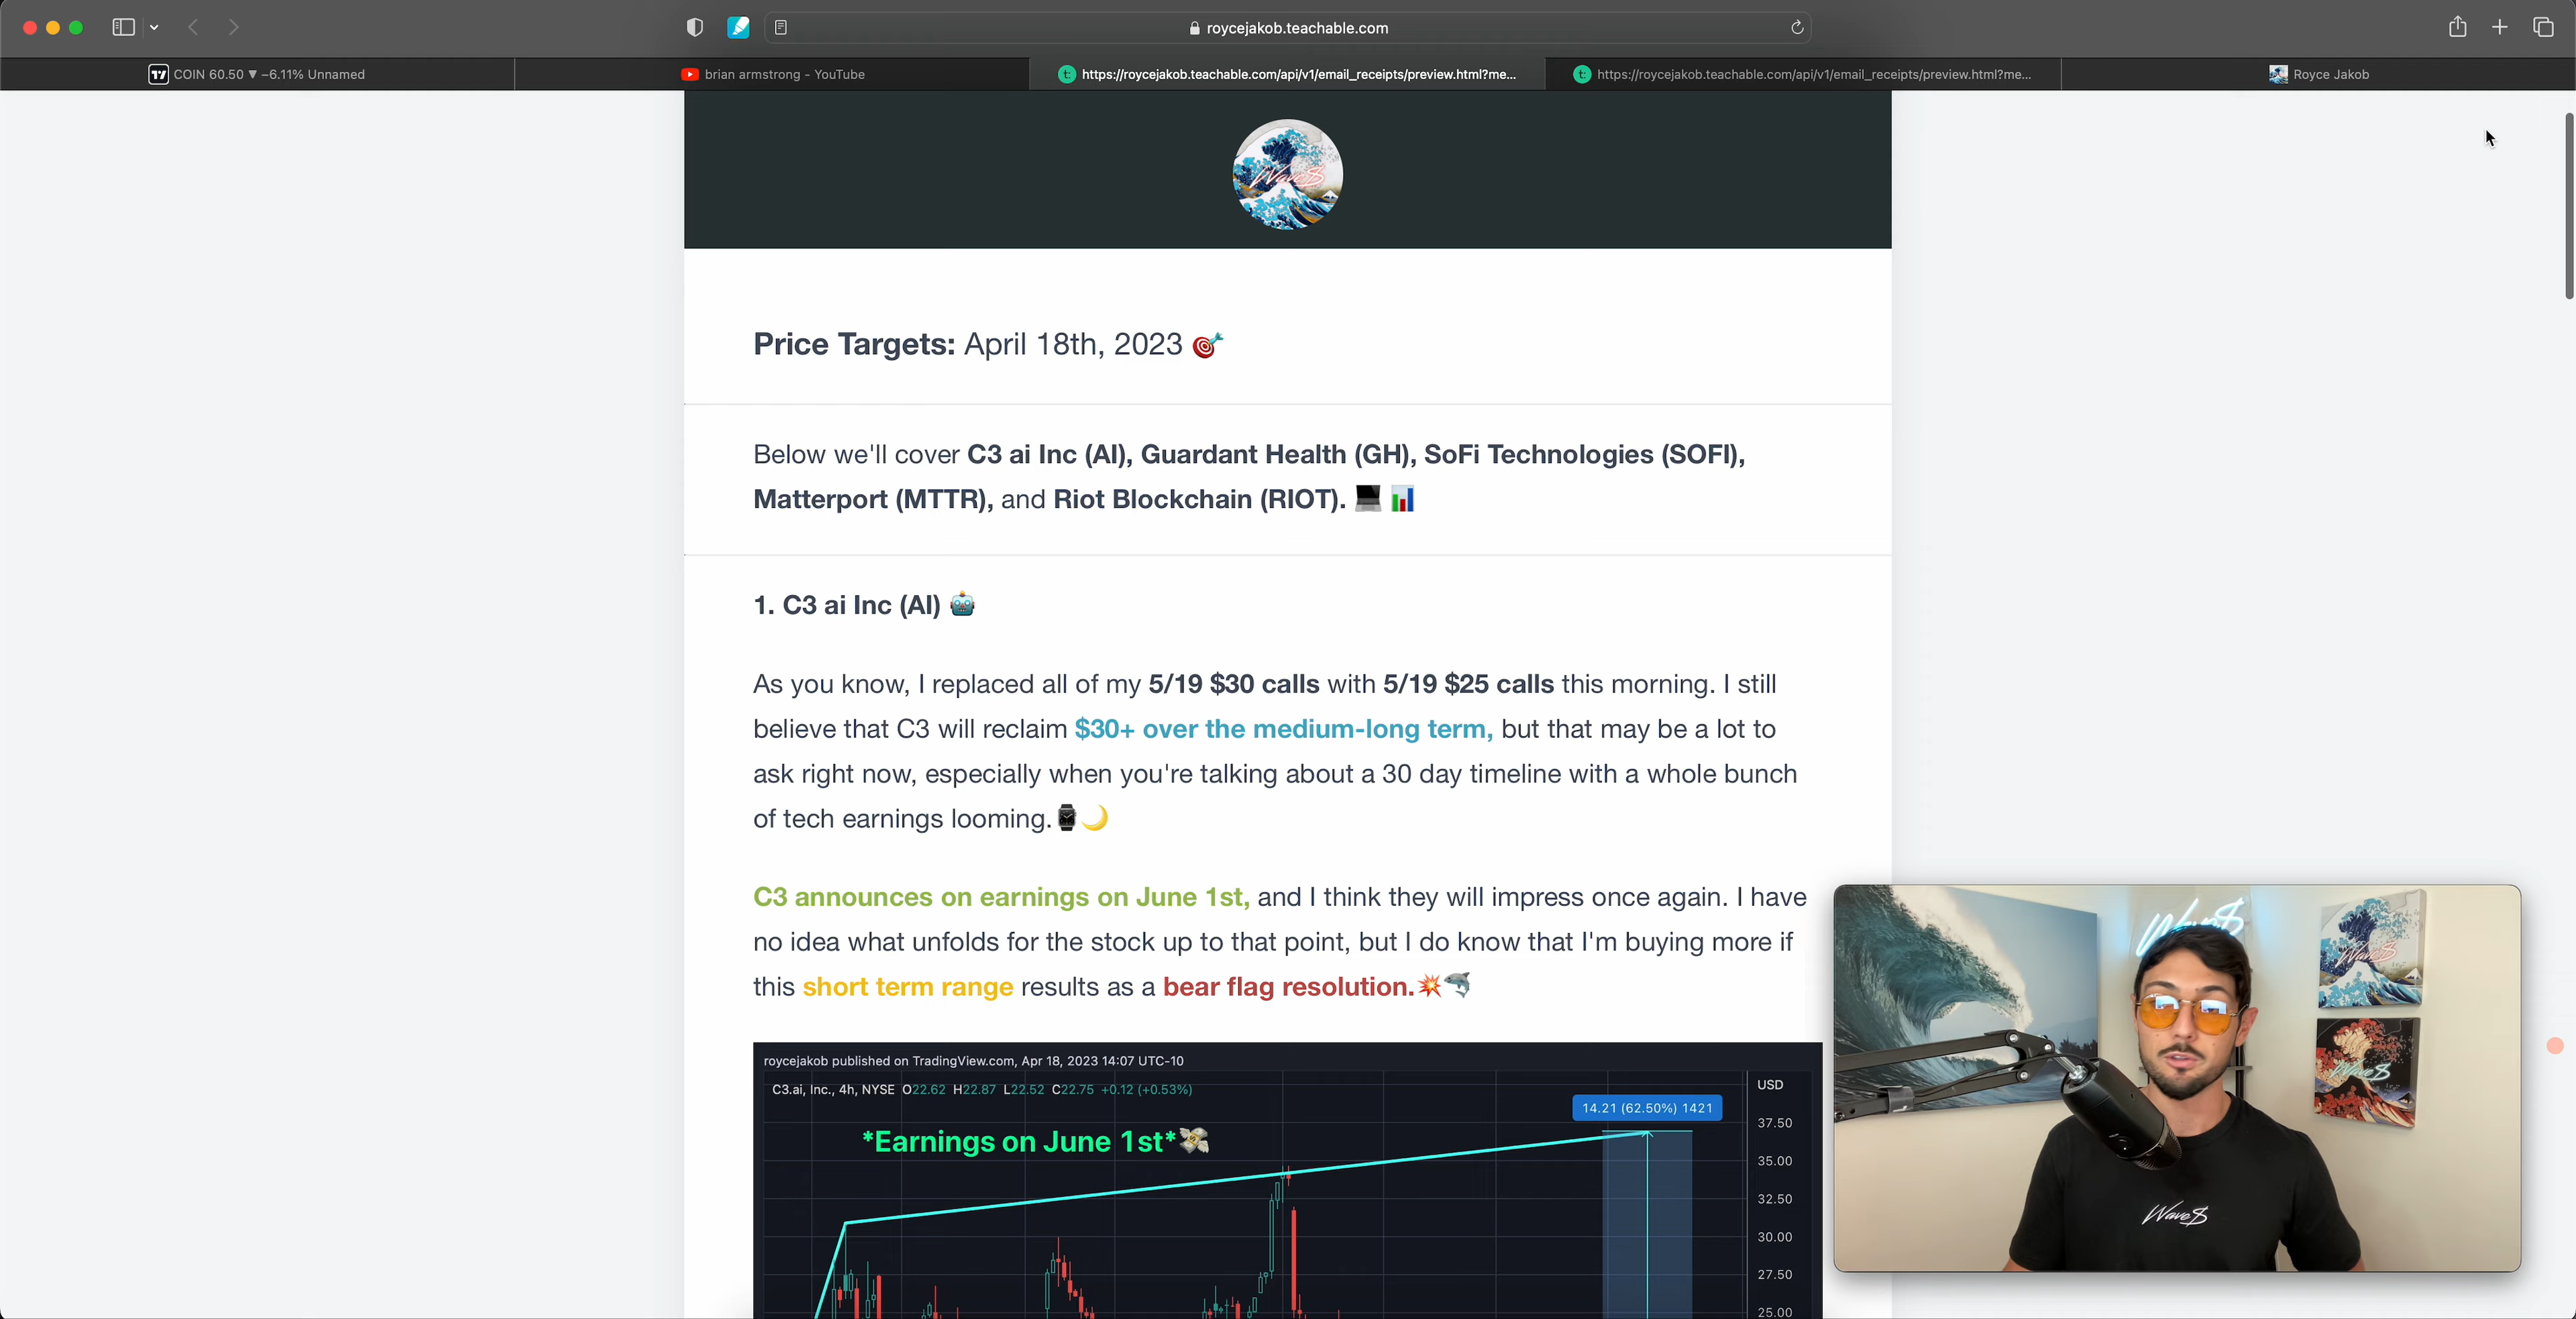 roycejakob.teachable.com
COIN 60.50 ▼ −6.11% Unnamed
brian armstrong - YouTube
https://roycejakob.teachable.com/api/v1/email_receipts/preview.html?me...
https://roycejakob.teachable.com/api/v1/email_receipts/preview.html?me...
Royce Jakob
Wave$
Price Targets: April 18th, 2023 🎯
Below we'll cover C3 ai Inc (AI), Guardant Health (GH), SoFi Technologies (SOFI),
Matterport (MTTR), and Riot Blockchain (RIOT). 💻 📊
1. C3 ai Inc (AI) 🤖
As you know, I replaced all of my 5/19 $30 calls with 5/19 $25 calls this morning. I still
believe that C3 will reclaim $30+ over the medium-long term, but that may be a lot to
ask right now, especially when you're talking about a 30 day timeline with a whole bunch
of tech earnings looming.⌚🌙
C3 announces on earnings on June 1st, and I think they will impress once again. I have
no idea what unfolds for the stock up to that point, but I do know that I'm buying more if
this short term range results as a bear flag resolution.💥🐬
roycejakob published on TradingView.com, Apr 18, 2023 14:07 UTC-10
C3.ai, Inc., 4h, NYSE O22.62 H22.87 L22.52 C22.75 +0.12 (+0.53%)
USD
14.21 (62.50%) 1421
*Earnings on June 1st*💸
37.50
35.00
32.50
30.00
27.50
25.00
Wave$
Wave$
Wave$
Wave$